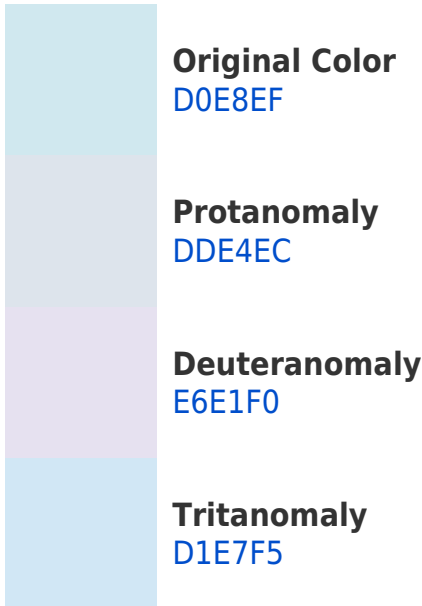 Original Color
D0E8EF
Protanomaly
DDE4EC
Deuteranomaly
E6E1F0
Tritanomaly
D1E7F5